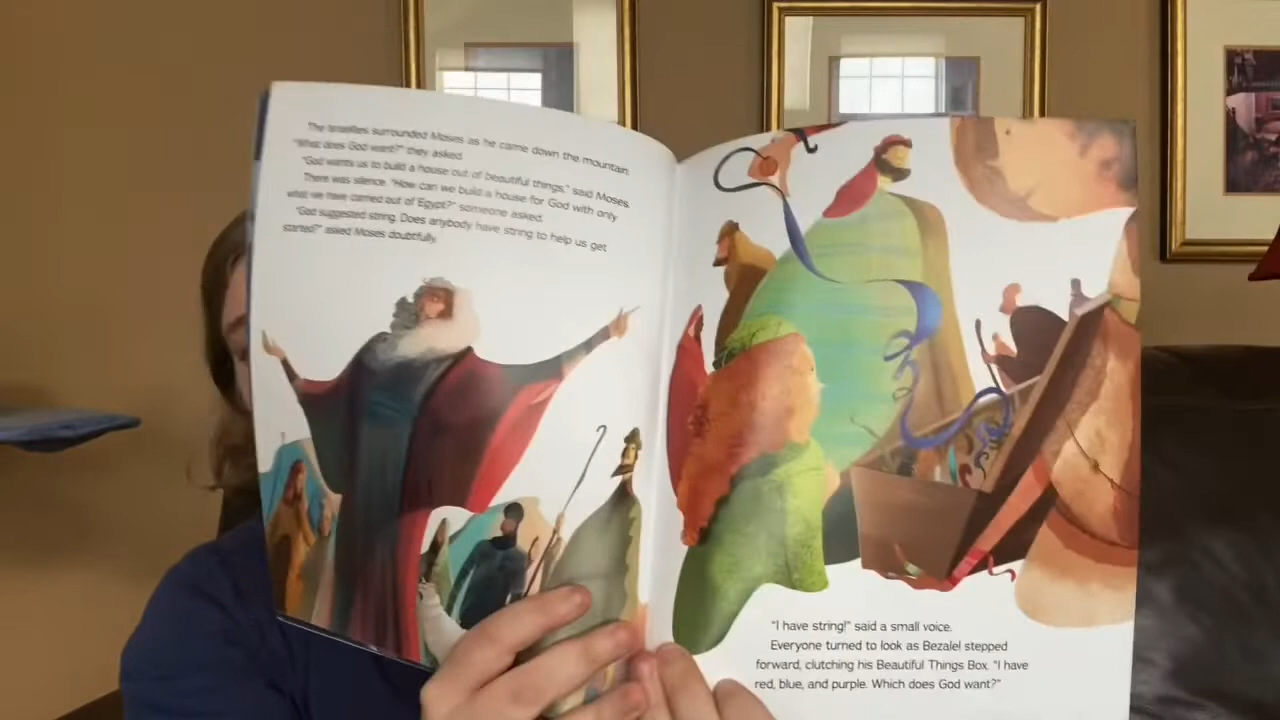 The Israelites surrounded Moses as he came down the mountain.
"What does God want?" they asked.
"God wants us to build a house out of beautiful things," said Moses.
There was silence. "How can we build a house for God with only
what we have carried out of Egypt?" someone asked.
"God suggested string. Does anybody have string to help us get
started?" asked Moses doubtfully.
"I have string!" said a small voice.
Everyone turned to look as Bezalel stepped
forward, clutching his Beautiful Things Box. "I have
red, blue, and purple. Which does God want?"